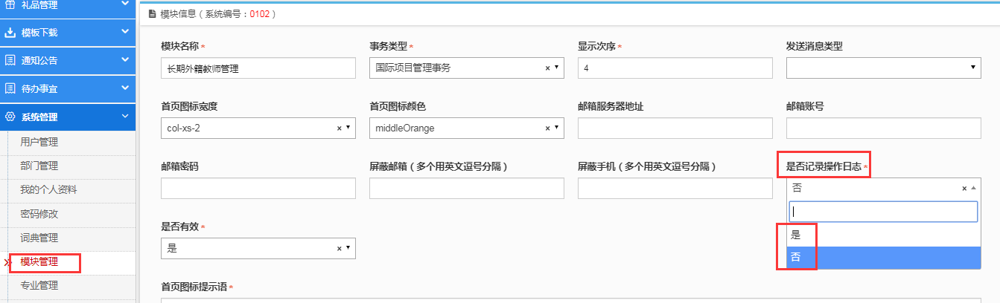 礼品管理
模板下载
通知公告
待办事宜
系统管理
用户管理
部门管理
我的个人资料
密码修改
词典管理
模块管理
专业管理
模块信息（系统编号：0102）
模块名称* 事务类型* 显示次序* 发送消息类型
长期外籍教师管理 国际项目管理事务 × 4
首页图标宽度 首页图标颜色 邮箱服务器地址 邮箱账号
col-xs-2 × middleOrange ×
邮箱密码 屏蔽邮箱（多个用英文逗号分隔） 屏蔽手机（多个用英文逗号分隔） 是否记录操作日志*
否 ×
是
否
是否有效*
是 ×
首页图标提示语*